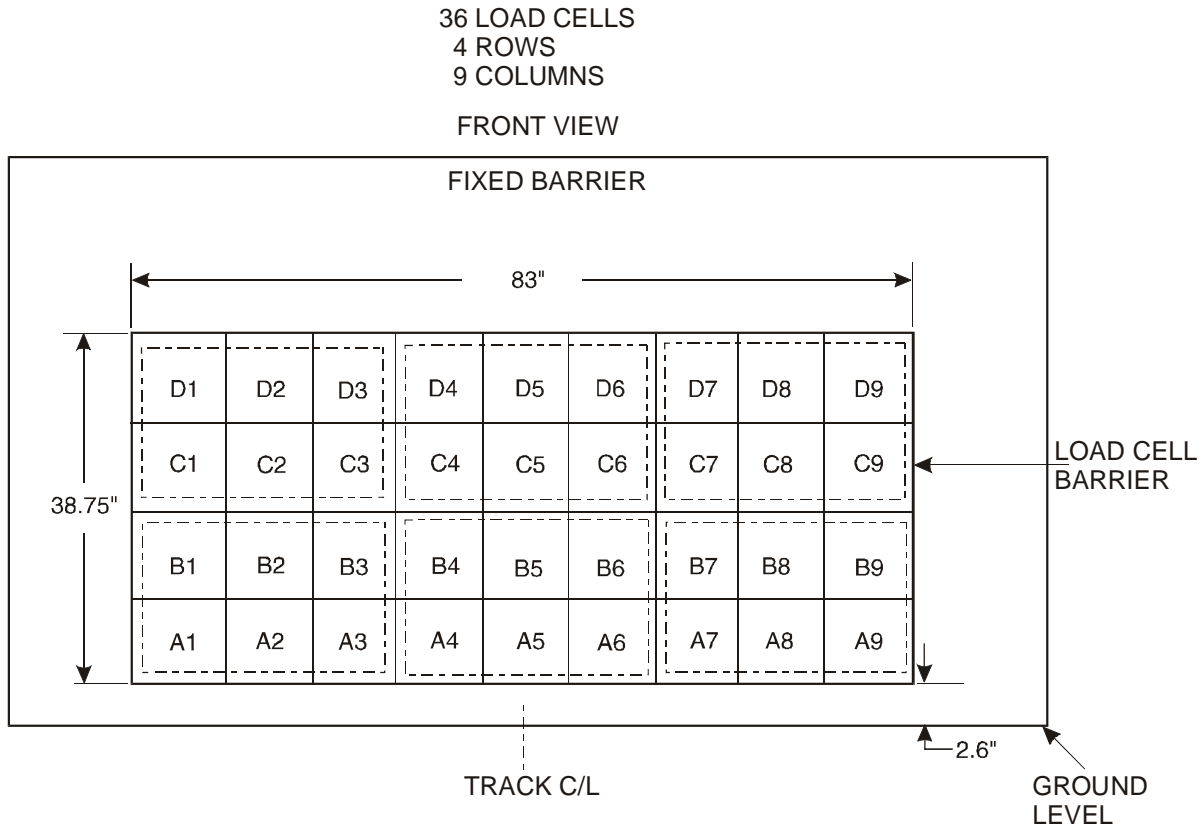 36 LOAD CELLS
4 ROWS
9 COLUMNS
FRONT VIEW
FIXED BARRIER
83"
D1 D2 D3 D4 D5 D6 D7 D8 D9
C1 C2 C3 C4 C5 C6 C7 C8 C9
LOAD CELL
BARRIER
38.75"
B1 B2 B3 B4 B5 B6 B7 B8 B9
A1 A2 A3 A4 A5 A6 A7 A8 A9
2.6"
TRACK C/L
GROUND
LEVEL